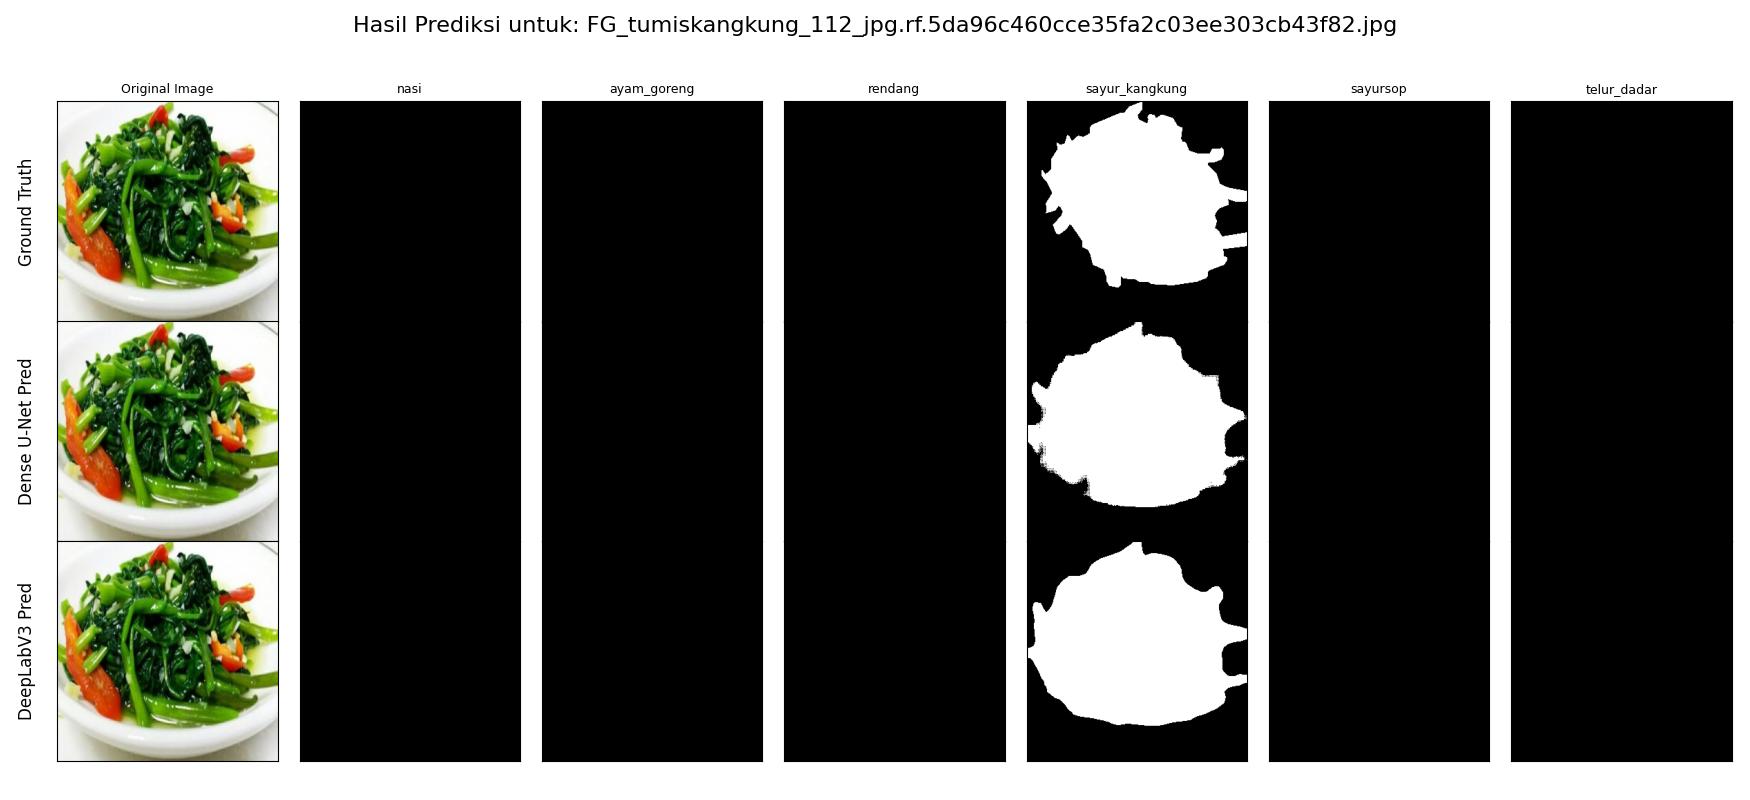 Hasil Prediksi untuk: FG_tumiskangkung_112_jpg.rf.5da96c460cce35fa2c03ee303cb43f82.jpg
Original Image nasi ayam_goreng rendang sayur_kangkung sayursop telur_dadar
Ground Truth
Dense U-Net Pred
DeepLabV3 Pred